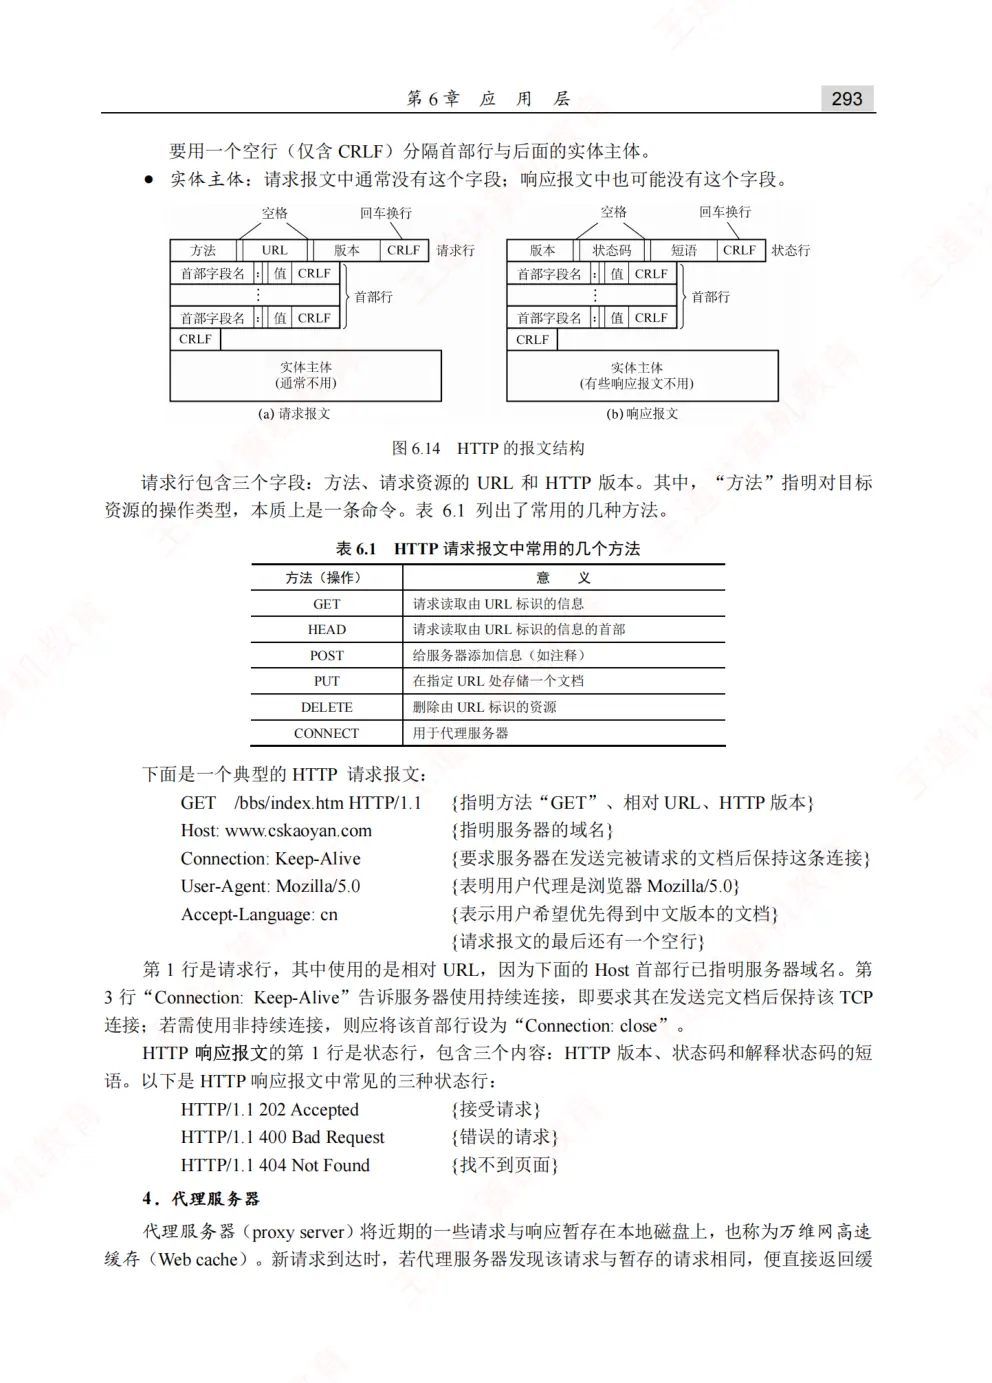 第6章 应 用 层 293
要用一个空行（仅含 CRLF）分隔首部行与后面的实体主体。
● 实体主体：请求报文中通常没有这个字段；响应报文中也可能没有这个字段。
空格 回车换行
方法 URL 版本 CRLF 请求行
首部字段名 : 值 CRLF
⋮ 首部行
首部字段名 : 值 CRLF
CRLF
实体主体
(通常不用)
(a) 请求报文
空格 回车换行
版本 状态码 短语 CRLF 状态行
首部字段名 : 值 CRLF
⋮ 首部行
首部字段名 : 值 CRLF
CRLF
实体主体
(有些响应报文不用)
(b) 响应报文
图 6.14 HTTP 的报文结构
请求行包含三个字段：方法、请求资源的 URL 和 HTTP 版本。其中，“方法”指明对目标
资源的操作类型，本质上是一条命令。表 6.1 列出了常用的几种方法。
表 6.1 HTTP 请求报文中常用的几个方法
方法（操作） 意 义
GET 请求读取由 URL 标识的信息
HEAD 请求读取由 URL 标识的信息的首部
POST 给服务器添加信息（如注释）
PUT 在指定 URL 处存储一个文档
DELETE 删除由 URL 标识的资源
CONNECT 用于代理服务器
下面是一个典型的 HTTP 请求报文：
GET /bbs/index.htm HTTP/1.1 {指明方法“GET”、相对 URL、HTTP 版本}
Host: www.cskaoyan.com {指明服务器的域名}
Connection: Keep-Alive {要求服务器在发送完被请求的文档后保持这条连接}
User-Agent: Mozilla/5.0 {表明用户代理是浏览器 Mozilla/5.0}
Accept-Language: cn {表示用户希望优先得到中文版本的文档}
{请求报文的最后还有一个空行}
第 1 行是请求行，其中使用的是相对 URL，因为下面的 Host 首部行已指明服务器域名。第
3 行“Connection: Keep-Alive”告诉服务器使用持续连接，即要求其在发送完文档后保持该 TCP
连接；若需使用非持续连接，则应将该首部行设为“Connection: close”。
HTTP 响应报文的第 1 行是状态行，包含三个内容：HTTP 版本、状态码和解释状态码的短
语。以下是 HTTP 响应报文中常见的三种状态行：
HTTP/1.1 202 Accepted {接受请求}
HTTP/1.1 400 Bad Request {错误的请求}
HTTP/1.1 404 Not Found {找不到页面}
4．代理服务器
代理服务器（proxy server）将近期的一些请求与响应暂存在本地磁盘上，也称为万维网高速
缓存（Web cache）。新请求到达时，若代理服务器发现该请求与暂存的请求相同，便直接返回缓